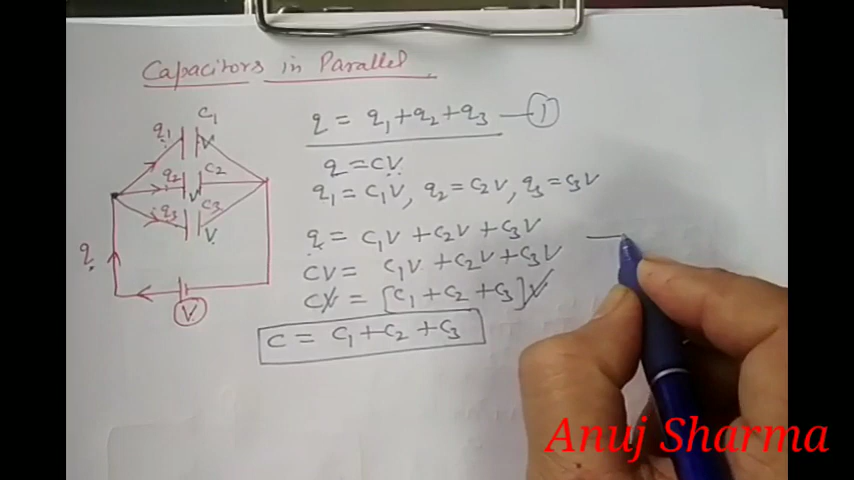 Capacitors in Parallel
C₁
q₁
V
C₂
q₂
V
C₃
q₃
V
q
V
q = q₁+q₂+q₃ —①
q = CV
q₁ = C₁V, q₂ = C₂V, q₃ = C₃V
q = C₁V + C₂V + C₃V —
CV = C₁V + C₂V + C₃V
CV = [C₁ + C₂ + C₃]V
C = C₁+C₂+C₃
Anuj Sharma